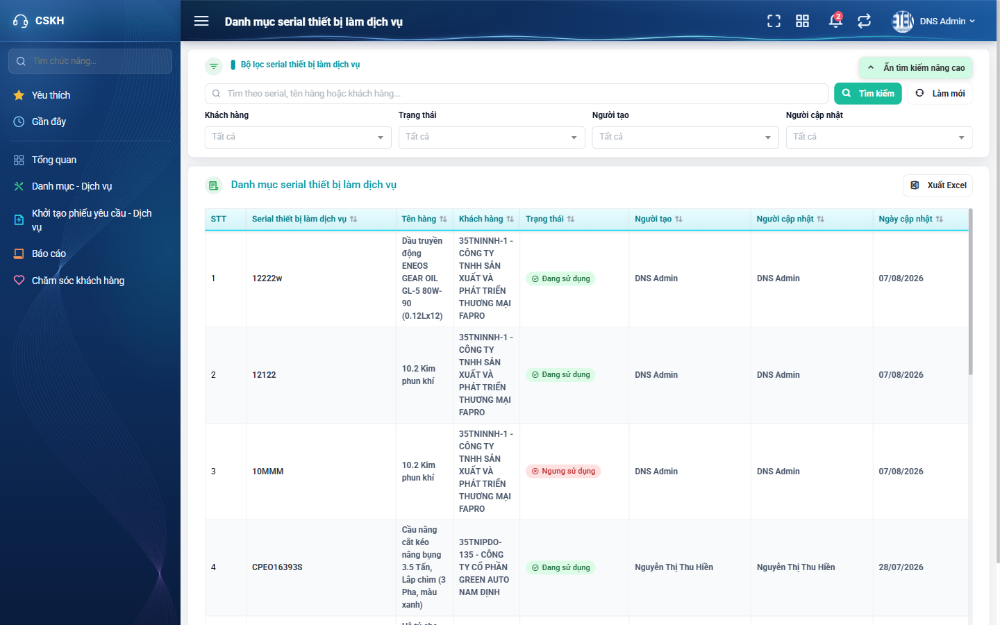 CSKH
Danh mục serial thiết bị làm dịch vụ
2
DNS Admin
Tìm chức năng...
Yêu thích
Gần đây
Tổng quan
Danh mục - Dịch vụ
Khởi tạo phiếu yêu cầu - Dịch
vụ
Báo cáo
Chăm sóc khách hàng
Bộ lọc serial thiết bị làm dịch vụ
Ẩn tìm kiếm nâng cao
Tìm theo serial, tên hàng hoặc khách hàng...
Tìm kiếm
Làm mới
Khách hàng
Trạng thái
Người tạo
Người cập nhật
Tất cả
Tất cả
Tất cả
Tất cả
Danh mục serial thiết bị làm dịch vụ
Xuất Excel
STT
Serial thiết bị làm dịch vụ
Tên hàng
Khách hàng
Trạng thái
Người tạo
Người cập nhật
Ngày cập nhật
1
12222w
Dầu truyền
động
ENEOS
GEAR OIL
GL-5 80W-
90
(0.12Lx12)
35TNINNH-1 -
CÔNG TY
TNHH SẢN
XUẤT VÀ
PHÁT TRIỂN
THƯƠNG MẠI
FAPRO
Đang sử dụng
DNS Admin
DNS Admin
07/08/2026
2
12122
10.2 Kim
phun khí
35TNINNH-1 -
CÔNG TY
TNHH SẢN
XUẤT VÀ
PHÁT TRIỂN
THƯƠNG MẠI
FAPRO
Đang sử dụng
DNS Admin
DNS Admin
07/08/2026
3
10MMM
10.2 Kim
phun khí
35TNINNH-1 -
CÔNG TY
TNHH SẢN
XUẤT VÀ
PHÁT TRIỂN
THƯƠNG MẠI
FAPRO
Ngưng sử dụng
DNS Admin
DNS Admin
07/08/2026
4
CPEO16393S
Cầu nâng
cắt kéo
nâng bụng
3.5 Tấn,
Lắp chìm (3
Pha, màu
xanh)
35TNIPDO-
135 - CÔNG
TY CỔ PHẦN
GREEN AUTO
NAM ĐỊNH
Đang sử dụng
Nguyễn Thị Thu Hiền
Nguyễn Thị Thu Hiền
28/07/2026